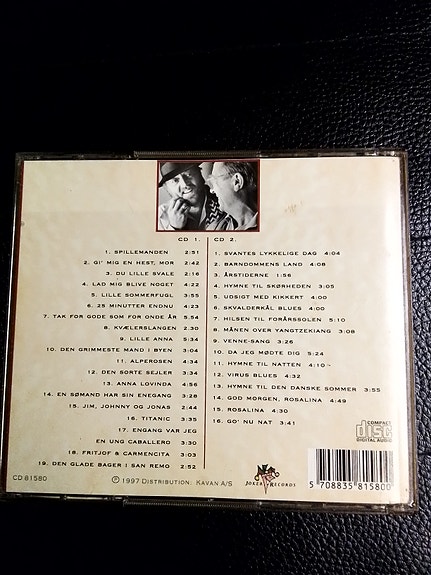 CD 1.
1. SPILLEMANDEN 2:51
2. GI' MIG EN HEST, MOR 2:42
3. DU LILLE SVALE 2:16
4. LAD MIG BLIVE NOGET 4:22
5. LILLE SOMMERFUGL 3:55
6. 25 MINUTTER ENDNU 4:23
7. TAK FOR GODE SOM FOR ONDE ÅR 5:54
8. KVÆLERSLANGEN 2:30
9. LILLE ANNA 5:34
10. DEN GRIMMESTE MAND I BYEN 3:04
11. ALPEROSEN 4:34
12. DEN SORTE SEJLER 3:34
13. ANNA LOVINDA 4:56
14. EN SØMAND HAR SIN ENEGANG 3:28
15. JIM, JOHNNY OG JONAS 2:44
16. TITANIC 3:35
17. ENGANG VAR JEG
EN UNG CABALLERO 3:30
18. FRITJOF & CARMENCITA 3:03
19. DEN GLADE BAGER I SAN REMO 2:52
CD 2.
1. SVANTES LYKKELIGE DAG 4:04
2. BARNDOMMENS LAND 4:08
3. ÅRSTIDERNE 1:56
4. HYMNE TIL SKØRHEDEN 3:05
5. UDSIGT MED KIKKERT 4:00
6. SKVALDERKÅL BLUES 4:00
7. HILSEN TIL FORÅRSSOLEN 5:10
8. MÅNEN OVER YANGTZEKIANG 3:08
9. VENNE-SANG 3:26
10. DA JEG MØDTE DIG 5:24
11. HYMNE TIL NATTEN 4:10
12. VIRUS BLUES 4:32
13. HYMNE TIL DEN DANSKE SOMMER 3:55
14. GOD MORGEN, ROSALINA 4:49
15. ROSALINA 4:30
16. GO' NU NAT 3:41
COMPACT
disc
DIGITAL AUDIO
CD 81580
℗ 1997 DISTRIBUTION: KAVAN A/S
JOKER RECORDS
5 708835 815800